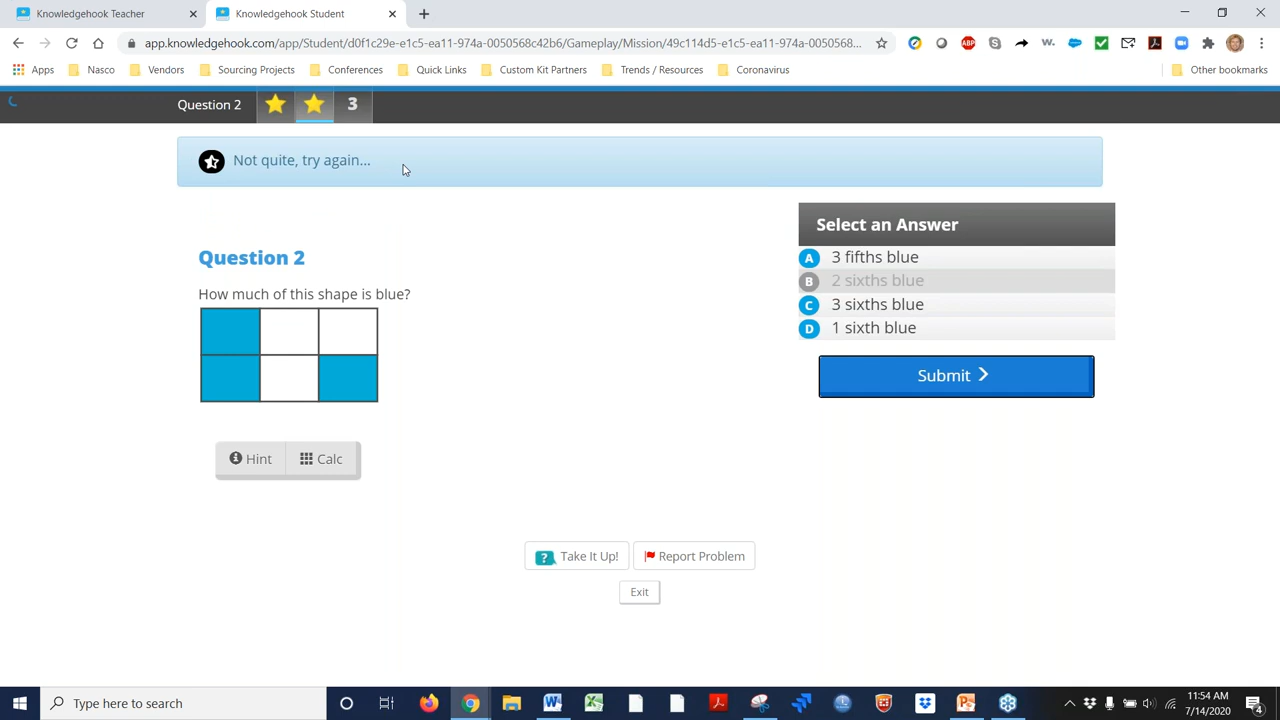 Knowledgehook Teacher
Knowledgehook Student
app.knowledgehook.com/app/Student/d0f1c29e-e1c5-ea11-974a-0050568c42b6/Gameplay/Mission/49c114d5-e1c5-ea11-974a-0050568...
ABP
w.
Apps
Nasco
Vendors
Sourcing Projects
Conferences
Quick Links
Custom Kit Partners
Trends / Resources
Coronavirus
Other bookmarks
Question 2
3
Not quite, try again...
Select an Answer
A 3 fifths blue
B 2 sixths blue
C 3 sixths blue
D 1 sixth blue
Submit
Question 2
How much of this shape is blue?
Hint
Calc
? Take It Up!
Report Problem
Exit
Type here to search
11:54 AM
7/14/2020
4